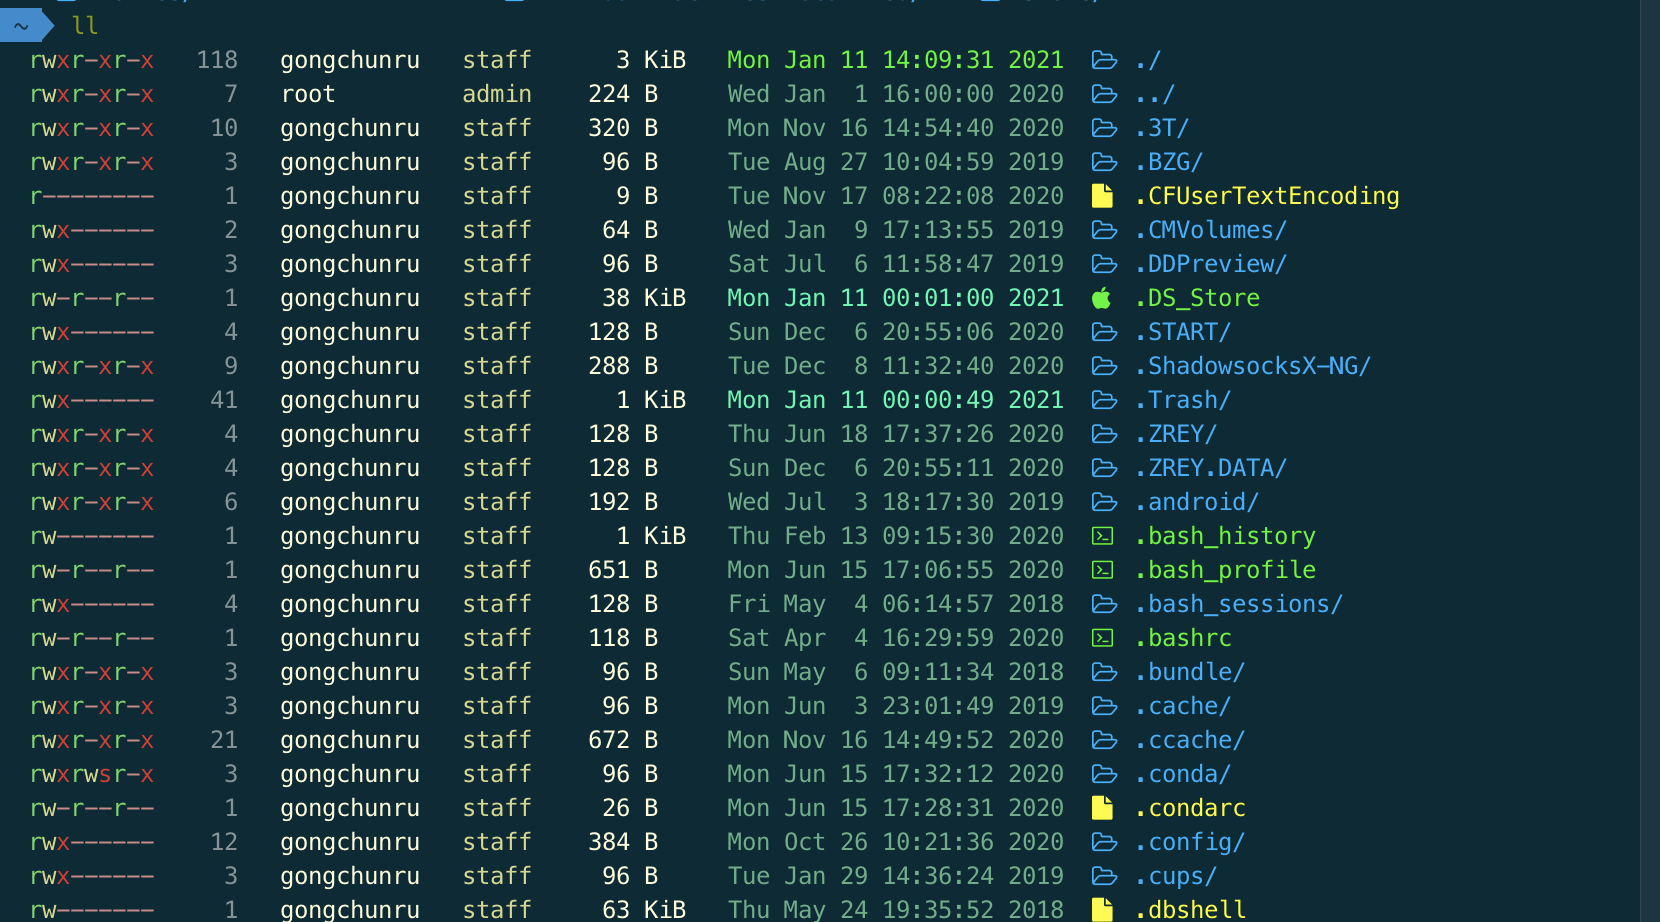 ~ ll
rwxr-xr-x 118 gongchunru staff 3 KiB Mon Jan 11 14:09:31 2021 ./
rwxr-xr-x 7 root admin 224 B Wed Jan 1 16:00:00 2020 ../
rwxr-xr-x 10 gongchunru staff 320 B Mon Nov 16 14:54:40 2020 .3T/
rwxr-xr-x 3 gongchunru staff 96 B Tue Aug 27 10:04:59 2019 .BZG/
r-------- 1 gongchunru staff 9 B Tue Nov 17 08:22:08 2020 .CFUserTextEncoding
rwx------ 2 gongchunru staff 64 B Wed Jan 9 17:13:55 2019 .CMVolumes/
rwx------ 3 gongchunru staff 96 B Sat Jul 6 11:58:47 2019 .DDPreview/
rw-r--r-- 1 gongchunru staff 38 KiB Mon Jan 11 00:01:00 2021 .DS_Store
rwx------ 4 gongchunru staff 128 B Sun Dec 6 20:55:06 2020 .START/
rwxr-xr-x 9 gongchunru staff 288 B Tue Dec 8 11:32:40 2020 .ShadowsocksX-NG/
rwx------ 41 gongchunru staff 1 KiB Mon Jan 11 00:00:49 2021 .Trash/
rwxr-xr-x 4 gongchunru staff 128 B Thu Jun 18 17:37:26 2020 .ZREY/
rwxr-xr-x 4 gongchunru staff 128 B Sun Dec 6 20:55:11 2020 .ZREY.DATA/
rwxr-xr-x 6 gongchunru staff 192 B Wed Jul 3 18:17:30 2019 .android/
rw------- 1 gongchunru staff 1 KiB Thu Feb 13 09:15:30 2020 .bash_history
rw-r--r-- 1 gongchunru staff 651 B Mon Jun 15 17:06:55 2020 .bash_profile
rwx------ 4 gongchunru staff 128 B Fri May 4 06:14:57 2018 .bash_sessions/
rw-r--r-- 1 gongchunru staff 118 B Sat Apr 4 16:29:59 2020 .bashrc
rwxr-xr-x 3 gongchunru staff 96 B Sun May 6 09:11:34 2018 .bundle/
rwxr-xr-x 3 gongchunru staff 96 B Mon Jun 3 23:01:49 2019 .cache/
rwxr-xr-x 21 gongchunru staff 672 B Mon Nov 16 14:49:52 2020 .ccache/
rwxrwsr-x 3 gongchunru staff 96 B Mon Jun 15 17:32:12 2020 .conda/
rw-r--r-- 1 gongchunru staff 26 B Mon Jun 15 17:28:31 2020 .condarc
rwx------ 12 gongchunru staff 384 B Mon Oct 26 10:21:36 2020 .config/
rwx------ 3 gongchunru staff 96 B Tue Jan 29 14:36:24 2019 .cups/
rw------- 1 gongchunru staff 63 KiB Thu May 24 19:35:52 2018 .dbshell